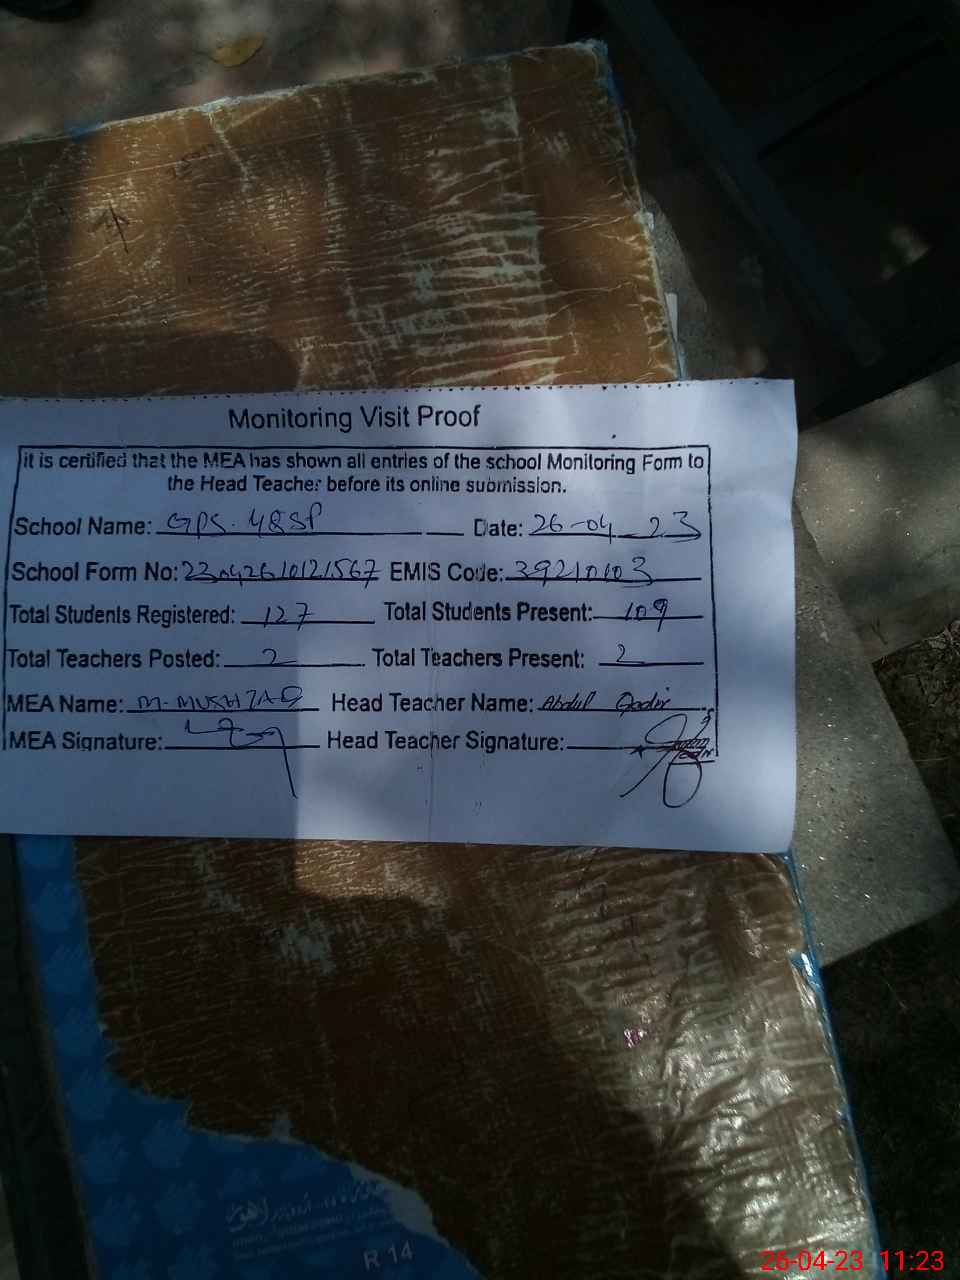 Monitoring Visit Proof
it is certified that the MEA has shown all entries of the school Monitoring Form to
the Head Teacher before its online submission.
School Name: GPS. 48SP Date: 26-04-23
School Form No: 23042610121567 EMIS Code: 39210103
Total Students Registered: 127 Total Students Present: 109
Total Teachers Posted: 2 Total Teachers Present: 2
MEA Name: M-MUSHTAQ Head Teacher Name: Abdul Qadir
MEA Signature: Head Teacher Signature:
R 14
26-04-23 11:23